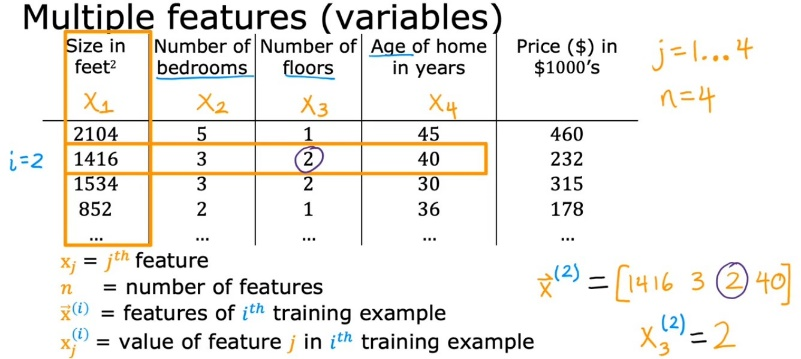 Multiple features (variables)
Size in feet² Number of bedrooms Number of floors Age of home in years Price ($) in $1000's
j=1...4
X₁ X₂ X₃ X₄
n=4
2104 5 1 45 460
i=2 1416 3 2 40 232
1534 3 2 30 315
852 2 1 36 178
... ... ... ... ...
xⱼ = jᵗʰ feature
n = number of features
x⃗⁽ⁱ⁾ = features of iᵗʰ training example
xⱼ⁽ⁱ⁾ = value of feature j in iᵗʰ training example
x⃗⁽²⁾ = [1416 3 2 40]
X₃⁽²⁾ = 2